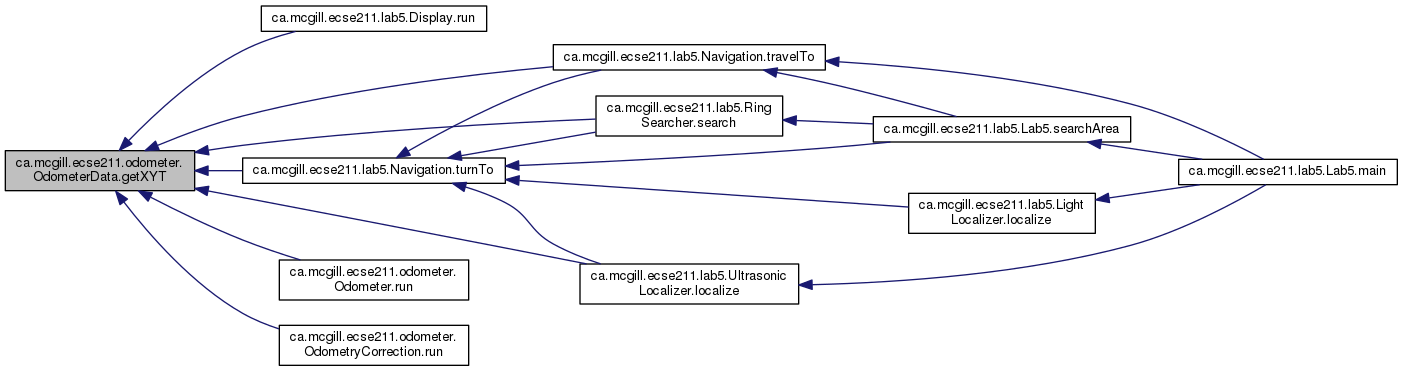 ca.mcgill.ecse211.lab5.Display.run
ca.mcgill.ecse211.lab5.Navigation.travelTo
ca.mcgill.ecse211.lab5.Ring
Searcher.search
ca.mcgill.ecse211.lab5.Lab5.searchArea
ca.mcgill.ecse211.odometer.
OdometerData.getXYT
ca.mcgill.ecse211.lab5.Navigation.turnTo
ca.mcgill.ecse211.lab5.Lab5.main
ca.mcgill.ecse211.lab5.Light
Localizer.localize
ca.mcgill.ecse211.odometer.
Odometer.run
ca.mcgill.ecse211.lab5.Ultrasonic
Localizer.localize
ca.mcgill.ecse211.odometer.
OdometryCorrection.run